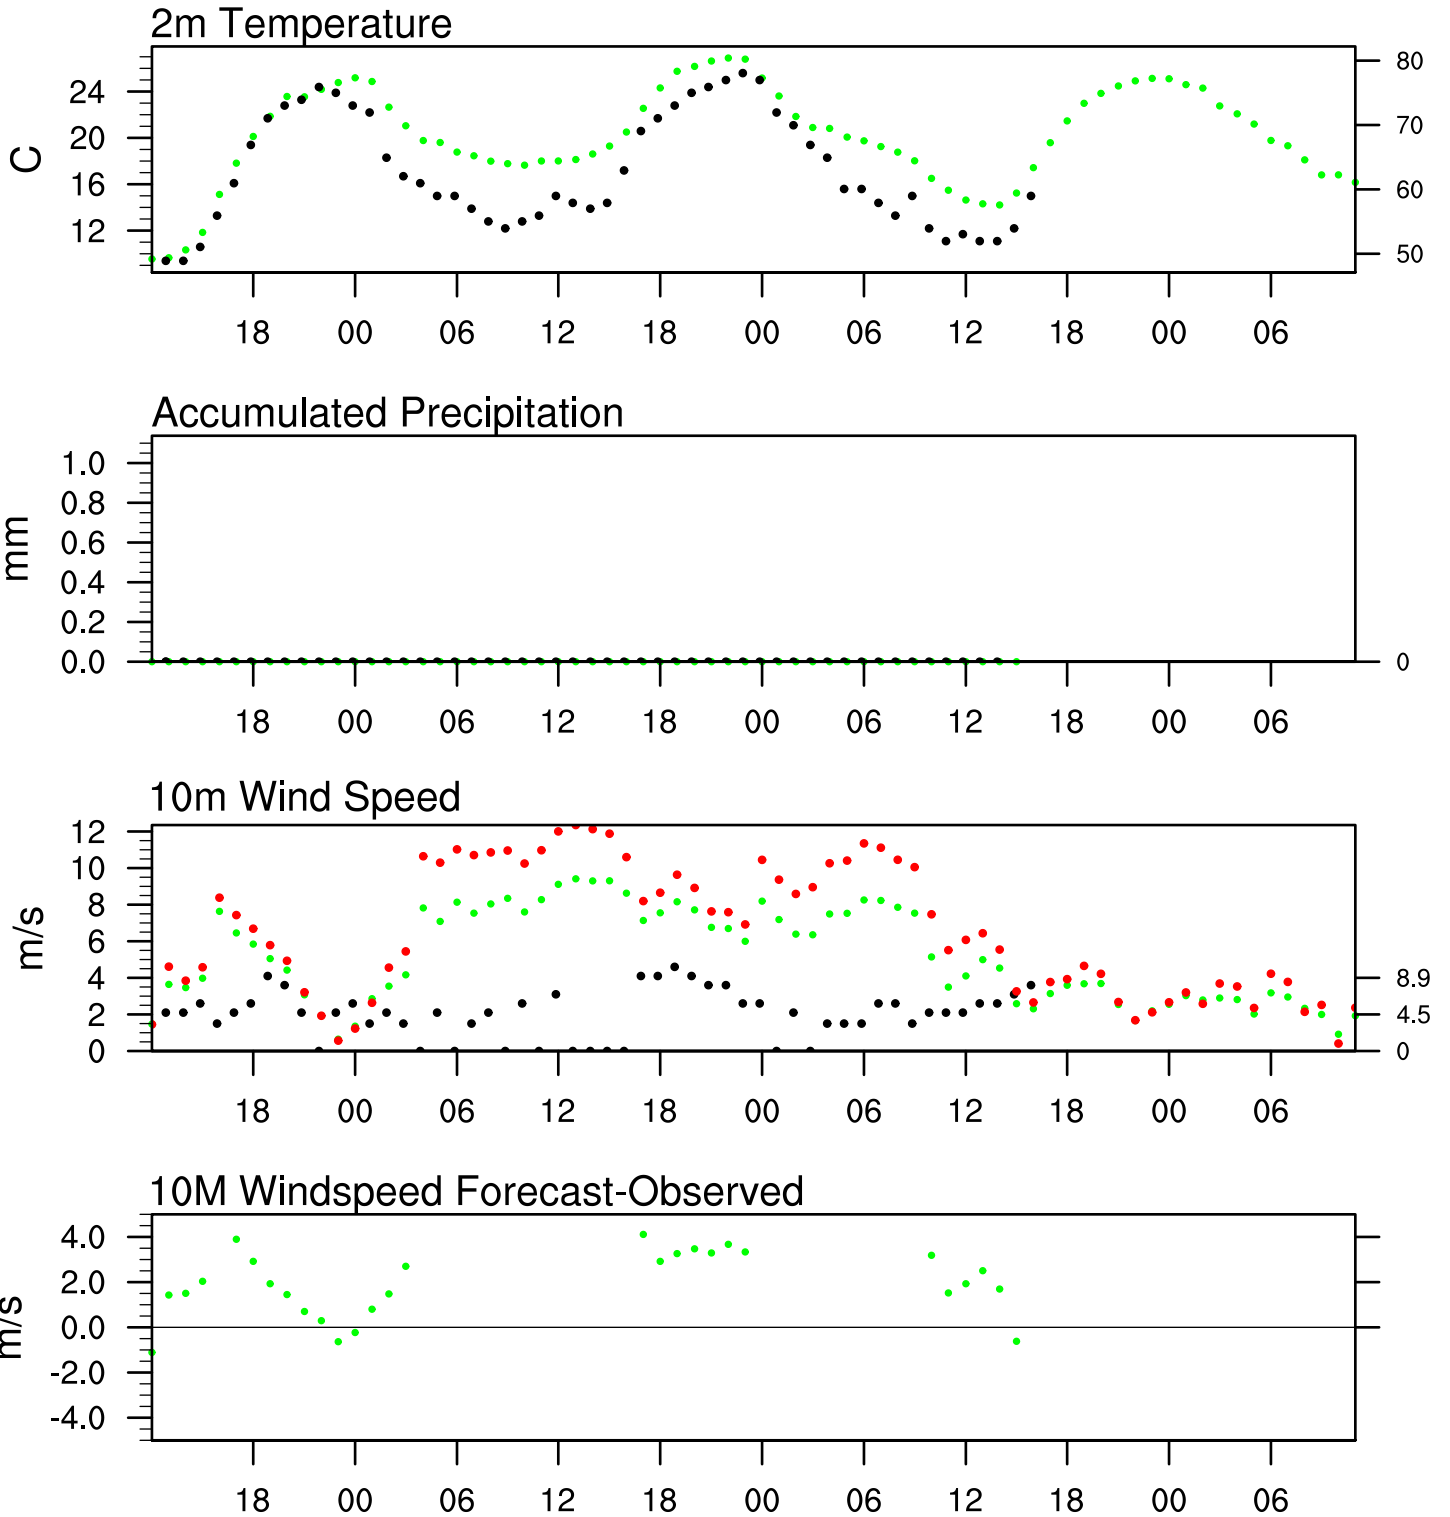 2m Temperature
24
20
16
12
C
80
70
60
50
18 00 06 12 18 00 06 12 18 00 06
Accumulated Precipitation
1.0
0.8
0.6
0.4
0.2
0.0
mm
0
18 00 06 12 18 00 06 12 18 00 06
10m Wind Speed
12
10
8
6
4
2
0
m/s
8.9
4.5
0
18 00 06 12 18 00 06 12 18 00 06
10M Windspeed Forecast-Observed
4.0
2.0
0.0
-2.0
-4.0
m/s
18 00 06 12 18 00 06 12 18 00 06